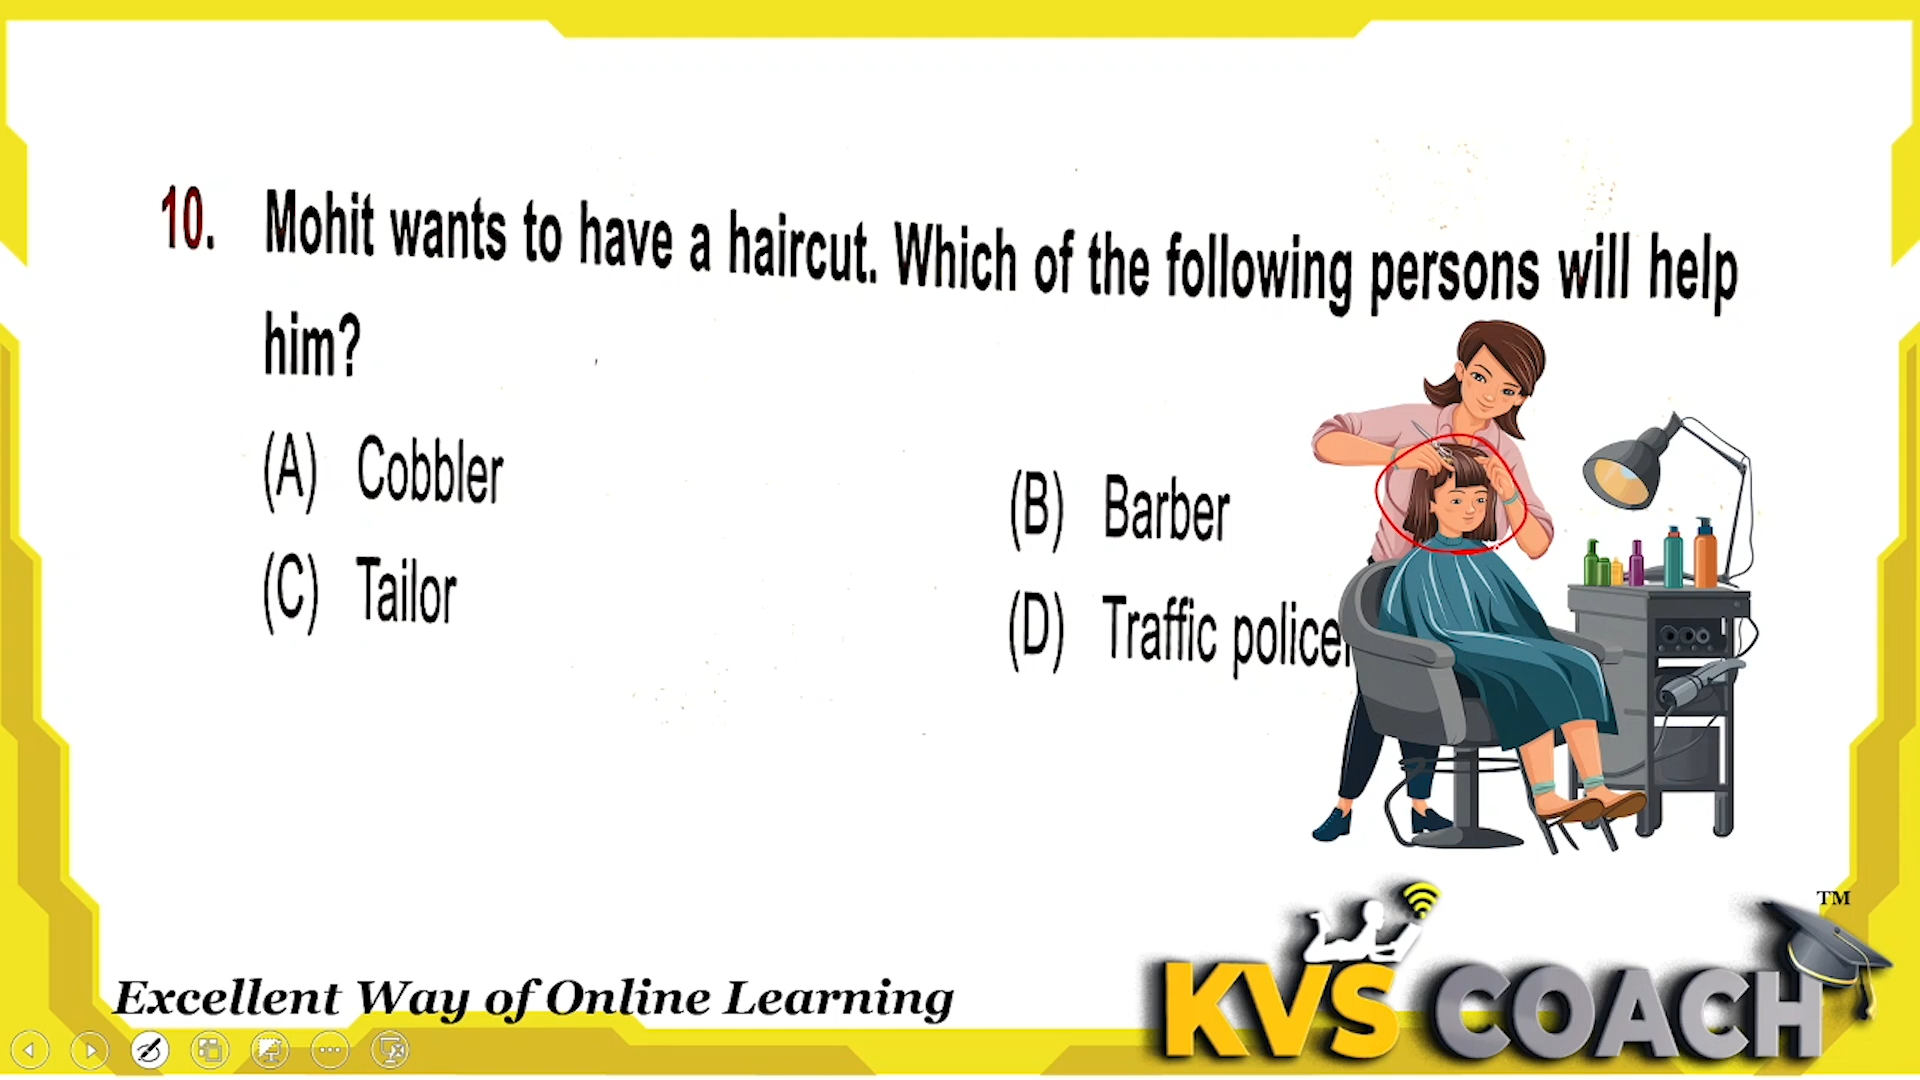 10. Mohit wants to have a haircut. Which of the following persons will help
him?
(A) Cobbler
(B) Barber
(C) Tailor
(D) Traffic police
TM
KVS COACH
Excellent Way of Online Learning